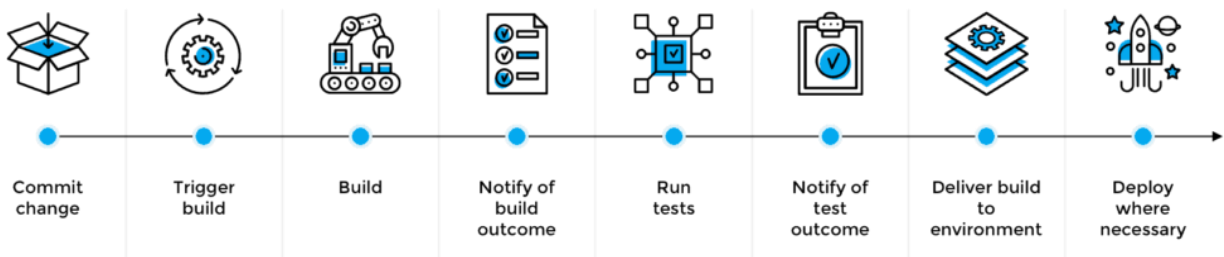 Commit
change
Trigger
build
Build
Notify of
build
outcome
Run
tests
Notify of
test
outcome
Deliver build
to
environment
Deploy
where
necessary